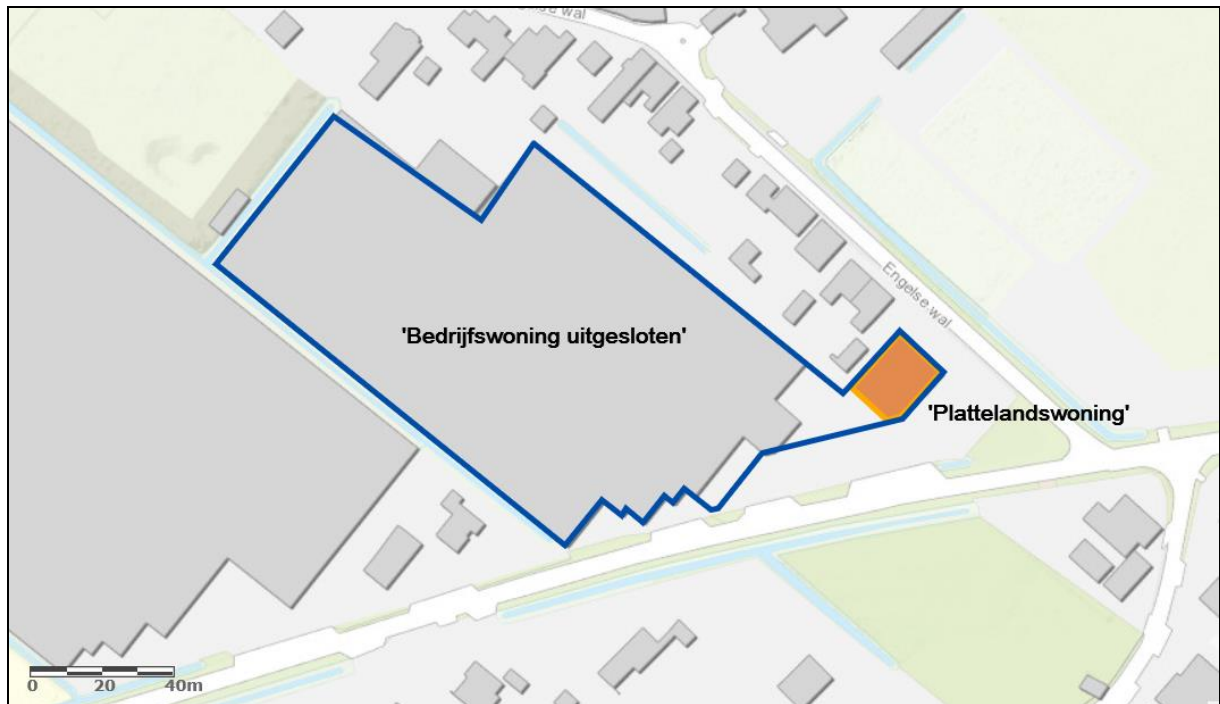 Engelse wal
'Bedrijfswoning uitgesloten'
Engelse wal
'Plattelandswoning'
0 20 40m